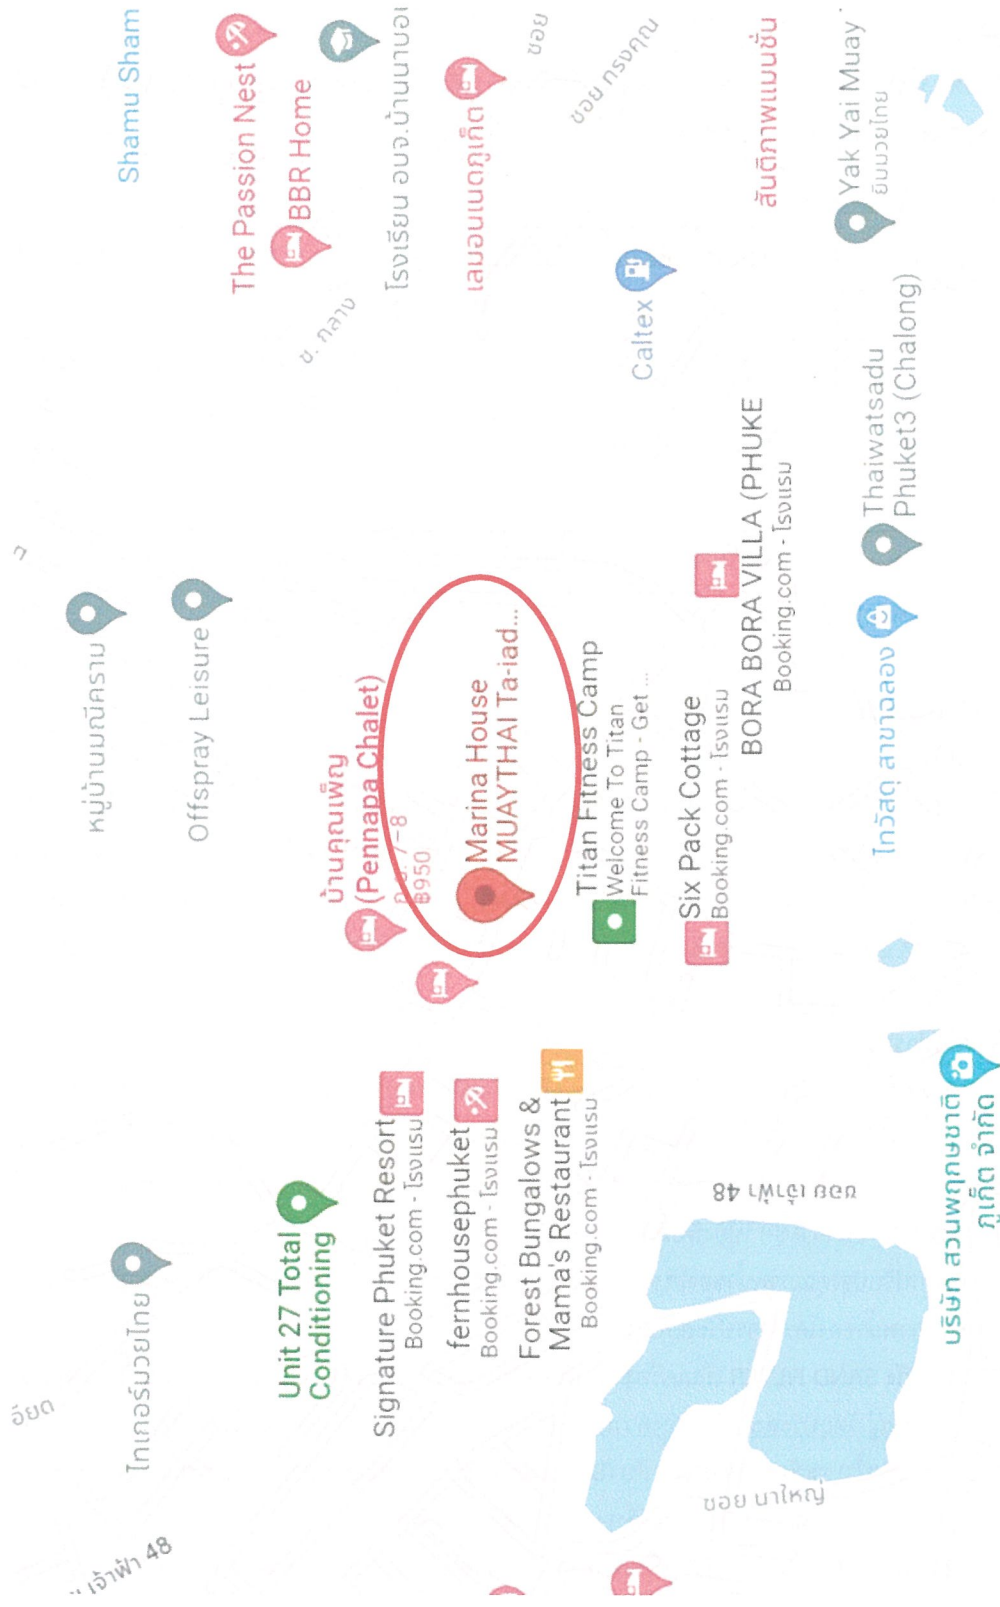 Shamu Sham
The Passion Nest
BBR Home
ซ. กลาง
โรงเรียน อบจ.บ้านนาบอน
เลมอนเนดภูเก็ต
ซอย
ซอย ทรงคุณ
Caltex
สันติภาพแมนชั่น
Yak Yai Muay
ยิมมวยไทย
หมู่บ้านมณีคราม
Offspray Leisure
บ้านคุณเพ็ญ
(Pennapa Chalet)
฿950
Marina House
MUAYTHAI Ta-iad...
Titan Fitness Camp
Welcome To Titan
Fitness Camp - Get ...
Six Pack Cottage
Booking.com - โรงแรม
BORA BORA VILLA (PHUKE
Booking.com - โรงแรม
Thaiwatsadu
Phuket3 (Chalong)
ไทวัสดุ สาขาฉลอง
เจ้าฟ้า 48
อียด
ไทเกอร์มวยไทย
Unit 27 Total
Conditioning
Signature Phuket Resort
Booking.com - โรงแรม
fernhousephuket
Booking.com - โรงแรม
Forest Bungalows &
Mama's Restaurant
Booking.com - โรงแรม
ซอย เจ้าฟ้า 48
ซอย นาใหญ่
บริษัท สวนพฤกษชาติ
ภูเก็ต จำกัด